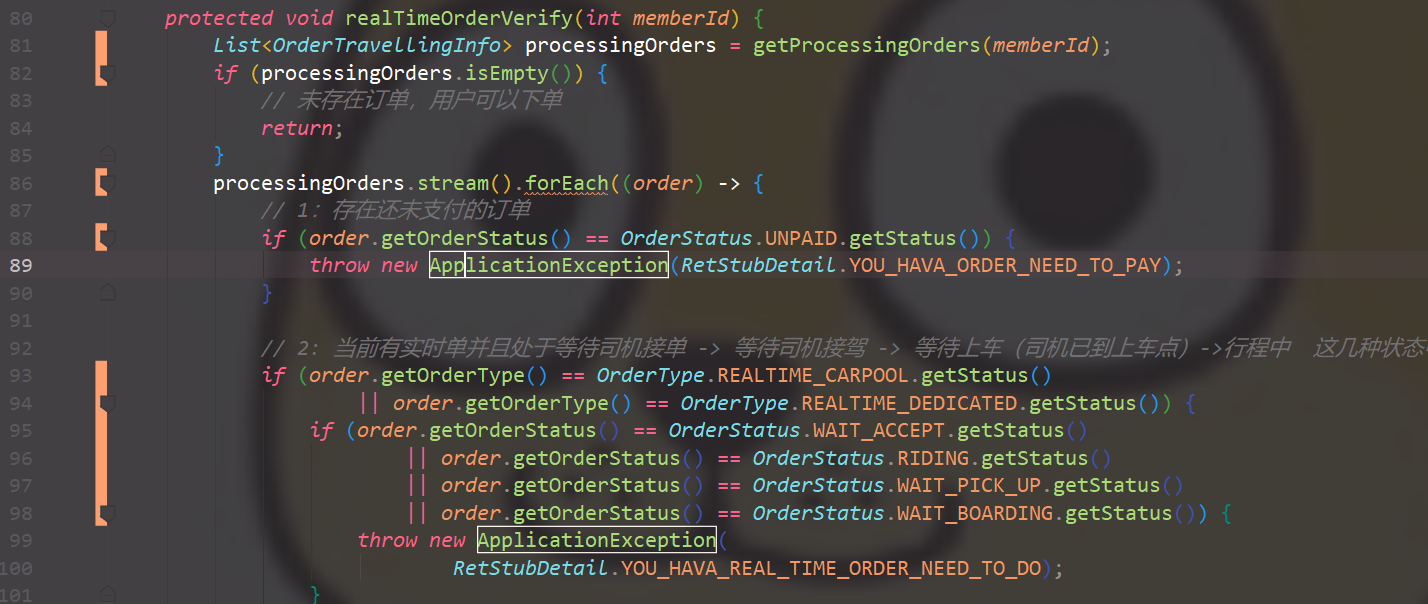 80 protected void realTimeOrderVerify(int memberId) {
81 List<OrderTravellingInfo> processingOrders = getProcessingOrders(memberId);
82 if (processingOrders.isEmpty()) {
83 // 未存在订单，用户可以下单
84 return;
85 }
86 processingOrders.stream().forEach((order) -> {
87 // 1：存在还未支付的订单
88 if (order.getOrderStatus() == OrderStatus.UNPAID.getStatus()) {
89 throw new ApplicationException(RetStubDetail.YOU_HAVA_ORDER_NEED_TO_PAY);
90 }
91
92 // 2：当前有实时单并且处于等待司机接单 -> 等待司机接驾 -> 等待上车（司机已到上车点）->行程中 这几种状态
93 if (order.getOrderType() == OrderType.REALTIME_CARPOOL.getStatus()
94 || order.getOrderType() == OrderType.REALTIME_DEDICATED.getStatus()) {
95 if (order.getOrderStatus() == OrderStatus.WAIT_ACCEPT.getStatus()
96 || order.getOrderStatus() == OrderStatus.RIDING.getStatus()
97 || order.getOrderStatus() == OrderStatus.WAIT_PICK_UP.getStatus()
98 || order.getOrderStatus() == OrderStatus.WAIT_BOARDING.getStatus()) {
99 throw new ApplicationException(
100 RetStubDetail.YOU_HAVA_REAL_TIME_ORDER_NEED_TO_DO);
101 }